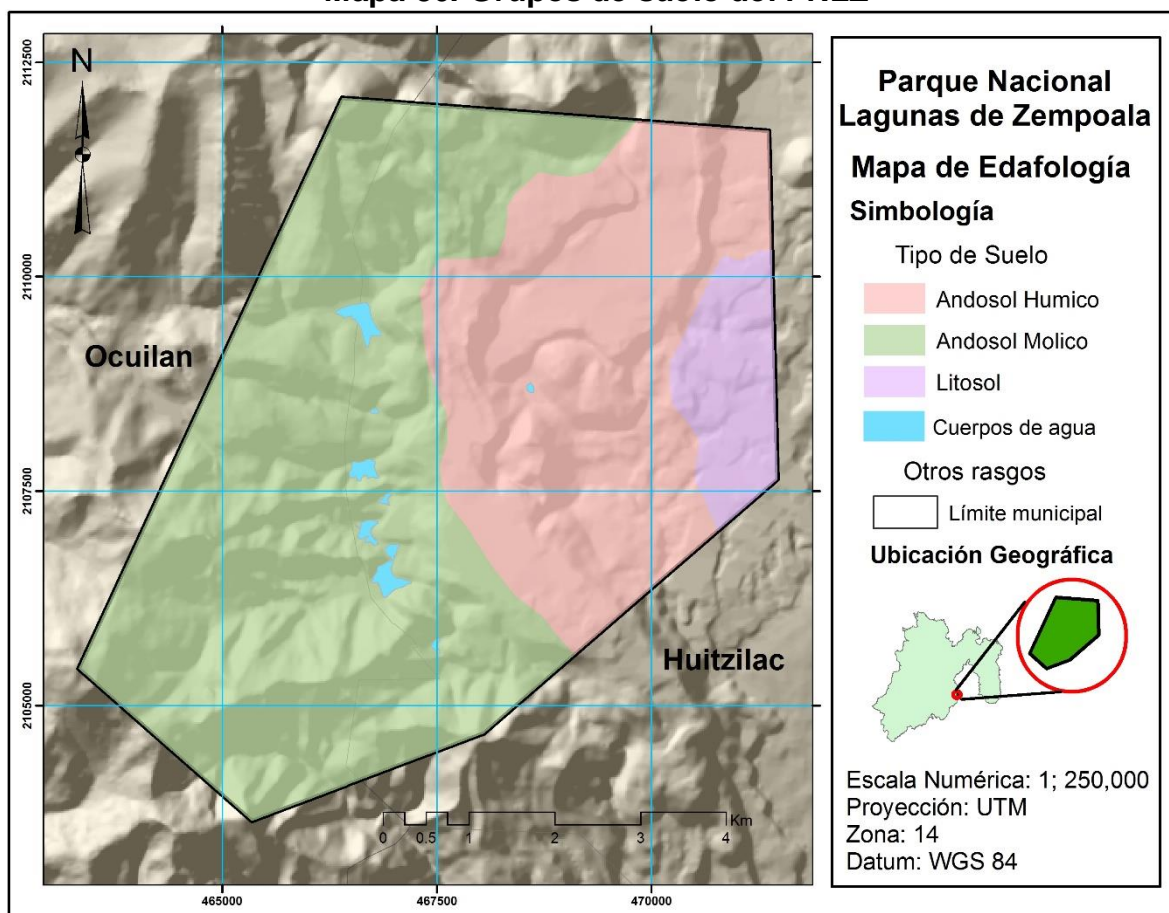 N
2112500
2110000
2107500
2105000
465000
467500
470000
Ocuilan
Huitzilac
Km
0 0.5 1 2 3 4
Parque Nacional
Lagunas de Zempoala
Mapa de Edafología
Simbología
Tipo de Suelo
Andosol Humico
Andosol Molico
Litosol
Cuerpos de agua
Otros rasgos
Límite municipal
Ubicación Geográfica
Escala Numérica: 1; 250,000
Proyección: UTM
Zona: 14
Datum: WGS 84